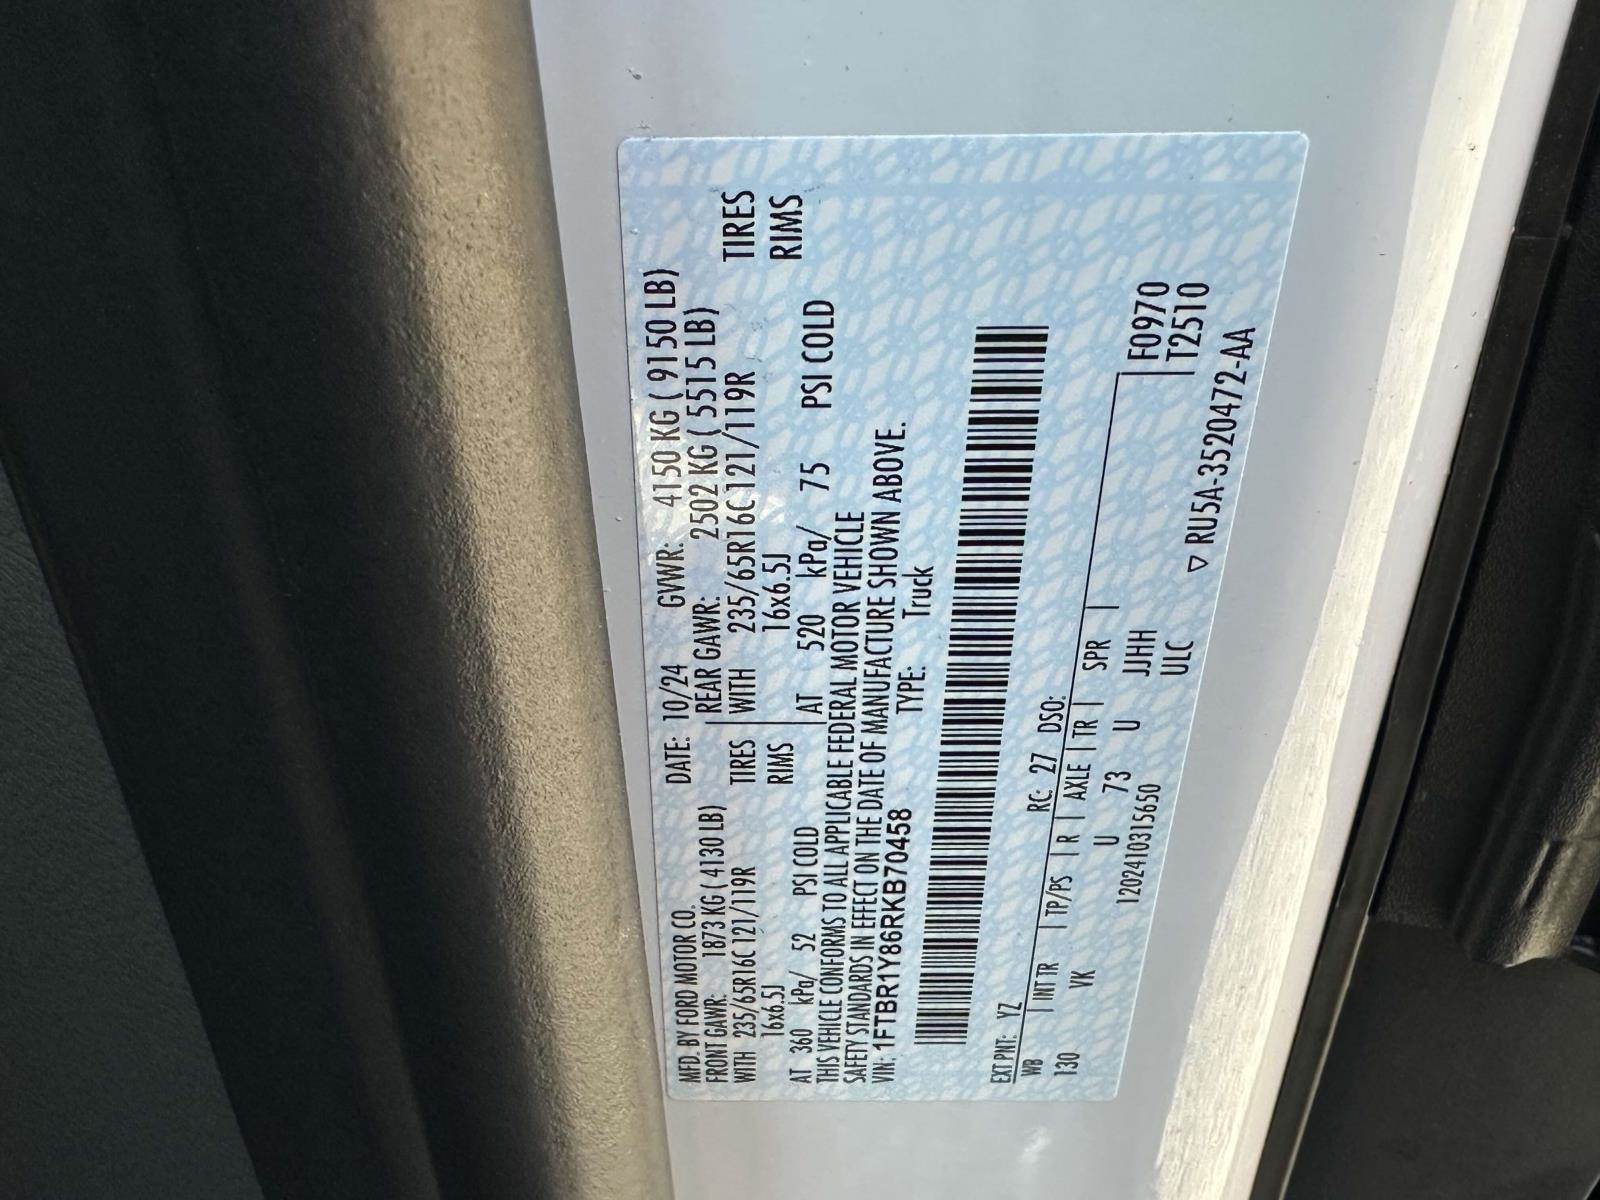 MFD. BY FORD MOTOR CO. DATE: 10/24 GVWR: 4150 KG ( 9150 LB)
FRONT GAWR: 1873 KG ( 4130 LB) REAR GAWR: 2502 KG ( 5515 LB)
WITH 235/65R16C 121/119R TIRES WITH 235/65R16C 121/119R TIRES
16x6.5J RIMS 16x6.5J RIMS
AT 360 kPa/ 52 PSI COLD AT 520 kPa/ 75 PSI COLD
THIS VEHICLE CONFORMS TO ALL APPLICABLE FEDERAL MOTOR VEHICLE
SAFETY STANDARDS IN EFFECT ON THE DATE OF MANUFACTURE SHOWN ABOVE.
VIN: 1FTBR1Y86RKB70458 TYPE: Truck
EXT PNT: YZ RC: 27 DSO:
WB | INT TR | TP/PS | R | AXLE | TR | SPR | F0970
130 VK U 73 U JJHH T2510
120241031565​0 ULC
▽ RU5A-3520472-AA